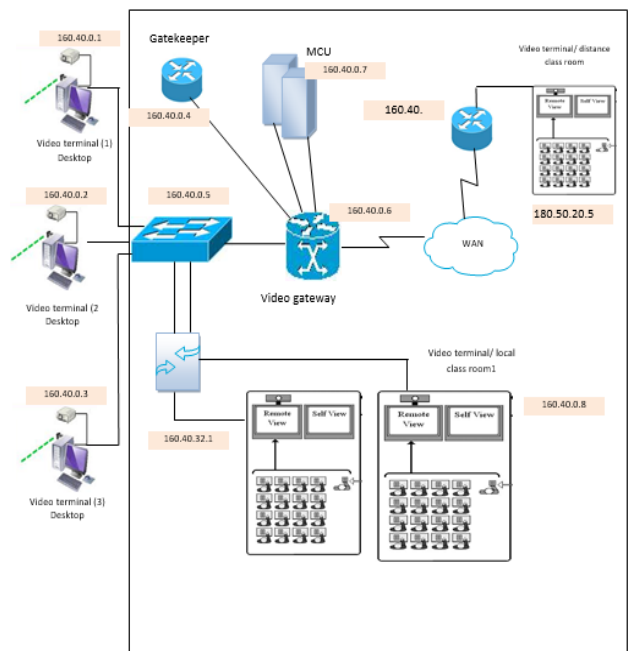 160.40.0.1
Video terminal (1)
Desktop
160.40.0.2
Video terminal (2
Desktop
160.40.0.3
Video terminal (3)
Desktop
Gatekeeper
160.40.0.4
MCU
160.40.0.7
160.40.0.5
160.40.0.6
Video gateway
160.40.
WAN
Video terminal/ distance
class room
Remote
View
Self View
180.50.20.5
Video terminal/ local
class room1
160.40.32.1
Remote
View
Self View
Remote
View
Self View
160.40.0.8